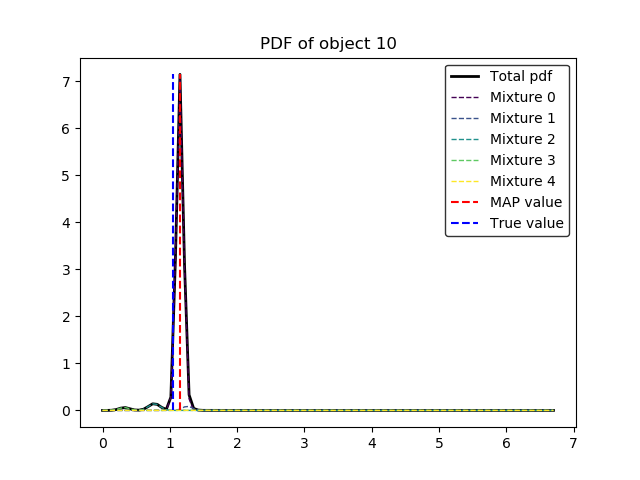 PDF of object 10
Total pdf
Mixture 0
Mixture 1
Mixture 2
Mixture 3
Mixture 4
MAP value
True value
7
6
5
4
3
2
1
0
0 1 2 3 4 5 6 7